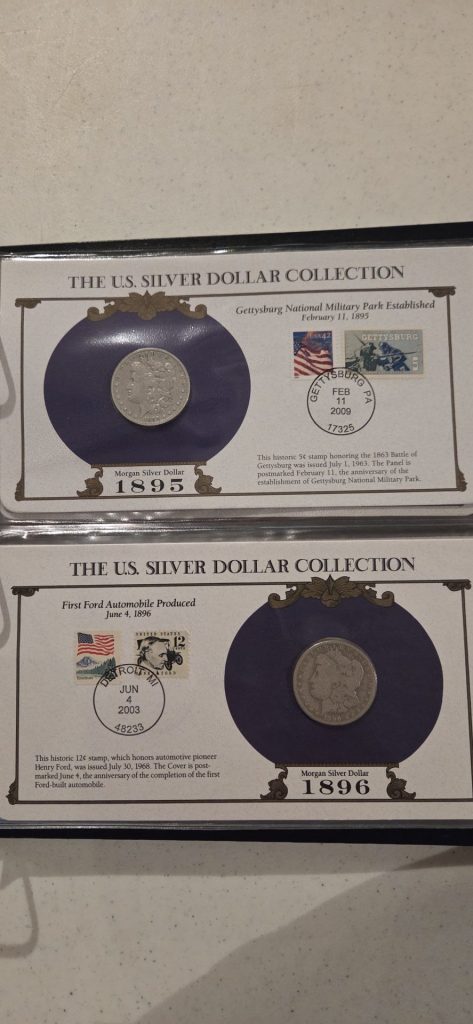 THE U.S. SILVER DOLLAR COLLECTION
Gettysburg National Military Park Established
February 11, 1895
USA 42
GETTYSBURG
GETTYSBURG PA
FEB
11
2009
17325
This historic 5¢ stamp honoring the 1863 Battle of
Gettysburg was issued July 1, 1963. The Panel is
postmarked February 11, the anniversary of the
establishment of Gettysburg National Military Park.
Morgan Silver Dollar
1895
THE U.S. SILVER DOLLAR COLLECTION
First Ford Automobile Produced
June 4, 1896
UNITED STATES
12
DETROIT MI
JUN
4
2003
48233
This historic 12¢ stamp, which honors automotive pioneer
Henry Ford, was issued July 30, 1968. The Cover is post-
marked June 4, the anniversary of the completion of the first
Ford-built automobile.
Morgan Silver Dollar
1896